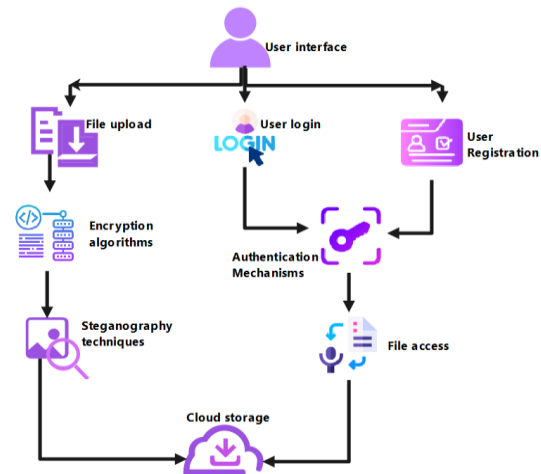 User interface
File upload
User login
LOGIN
User
Registration
Encryption
algorithms
Authentication
Mechanisms
Steganography
techniques
File access
Cloud storage